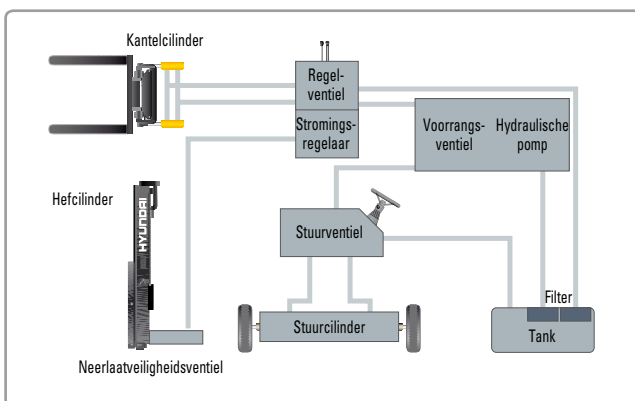 Kantelcilinder
Regel-
ventiel
Stromings-
regelaar
Voorrangs-
ventiel
Hydraulische
pomp
Hefcilinder
HYUNDAI
Stuurventiel
Stuurcilinder
Filter
Tank
Neerlaatveiligheidsventiel